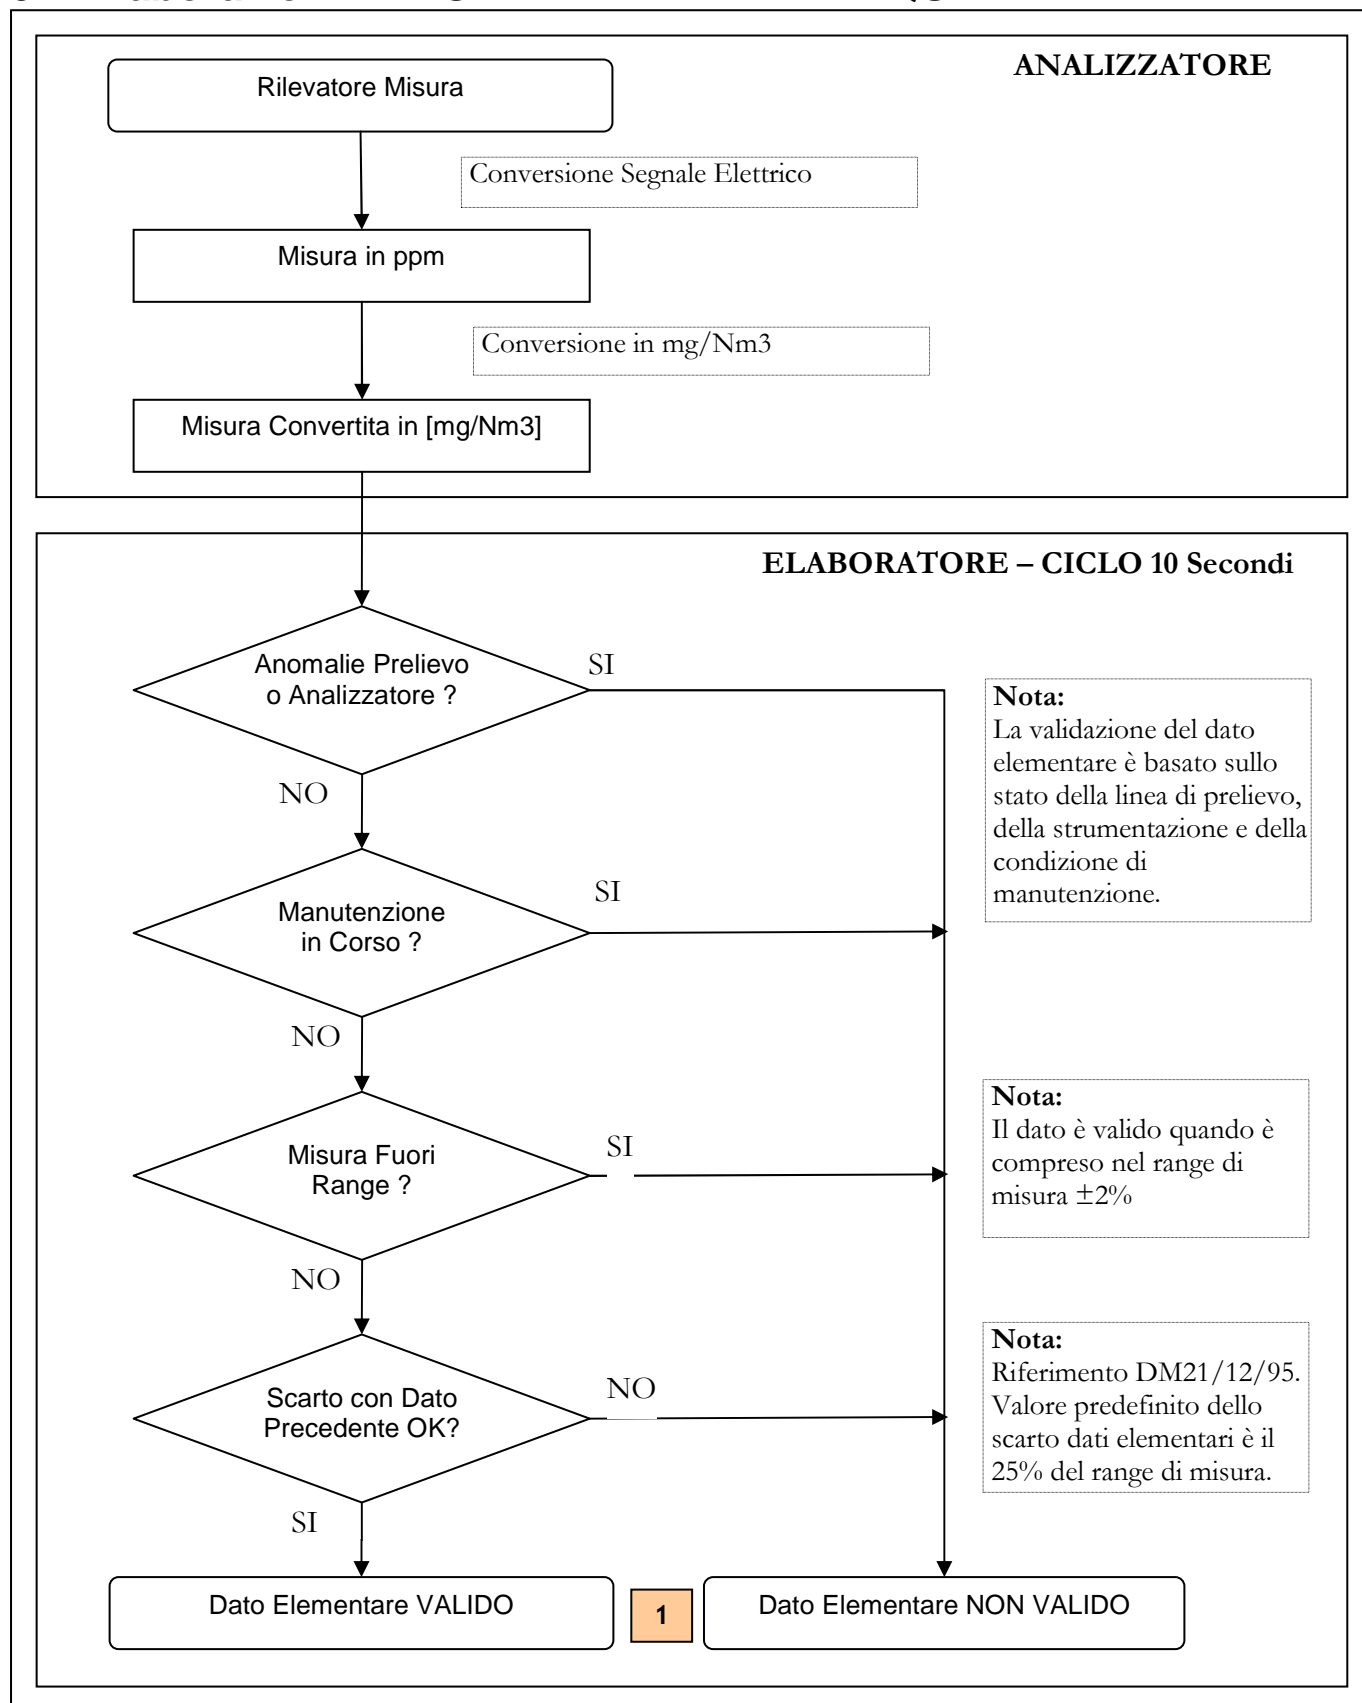 ANALIZZATORE
Rilevatore Misura
Conversione Segnale Elettrico
Misura in ppm
Conversione in mg/Nm3
Misura Convertita in [mg/Nm3]
ELABORATORE – CICLO 10 Secondi
Anomalie Prelievo
o Analizzatore ?
SI
NO
Nota:
La validazione del dato
elementare è basato sullo
stato della linea di prelievo,
della strumentazione e della
condizione di
manutenzione.
Manutenzione
in Corso ?
SI
NO
Misura Fuori
Range ?
SI
NO
Nota:
Il dato è valido quando è
compreso nel range di
misura ±2%
Scarto con Dato
Precedente OK?
NO
SI
Nota:
Riferimento DM21/12/95.
Valore predefinito dello
scarto dati elementari è il
25% del range di misura.
Dato Elementare VALIDO
1
Dato Elementare NON VALIDO